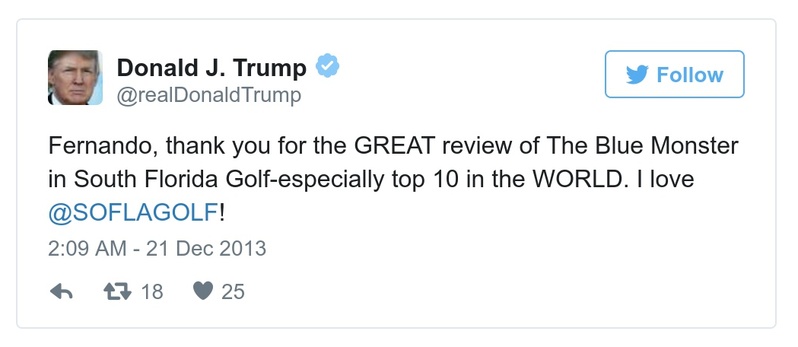 Donald J. Trump
Follow
@realDonaldTrump
Fernando, thank you for the GREAT review of The Blue Monster
in South Florida Golf-especially top 10 in the WORLD. I love
@SOFLAGOLF!
2:09 AM - 21 Dec 2013
18 25